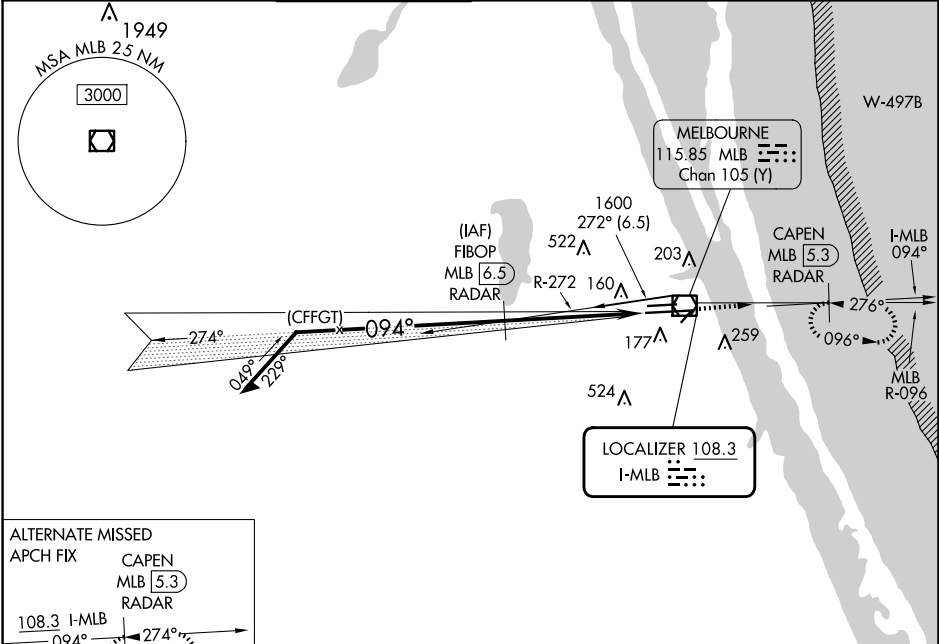 1949
MSA MLB 25 NM
3000
W-497B
MELBOURNE
115.85 MLB
Chan 105 (Y)
1600
272° (6.5)
(IAF)
FIBOP
MLB 6.5
RADAR
522
R-272
160
203
CAPEN
MLB 5.3
RADAR
I-MLB
094°
276°
096°
MLB
R-096
(CFFGT)
x
094°
274°
049°
229°
177
259
524
LOCALIZER 108.3
I-MLB
ALTERNATE MISSED
APCH FIX
CAPEN
MLB 5.3
RADAR
108.3 I-MLB
094°
274°